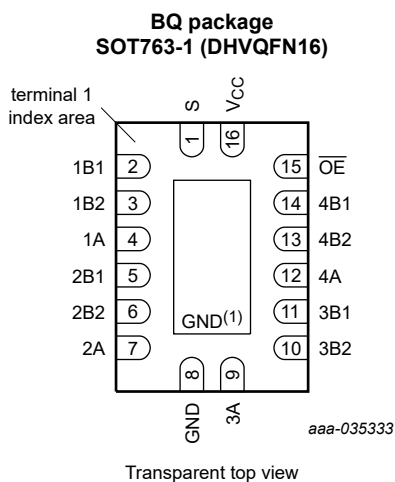 BQ package
SOT763-1 (DHVQFN16)
terminal 1
index area
S
VCC
1
16
1B1 2
15 OE
1B2 3
14 4B1
1A 4
13 4B2
2B1 5
12 4A
2B2 6
11 3B1
GND(1)
2A 7
10 3B2
8
9
GND
3A
aaa-035333
Transparent top view